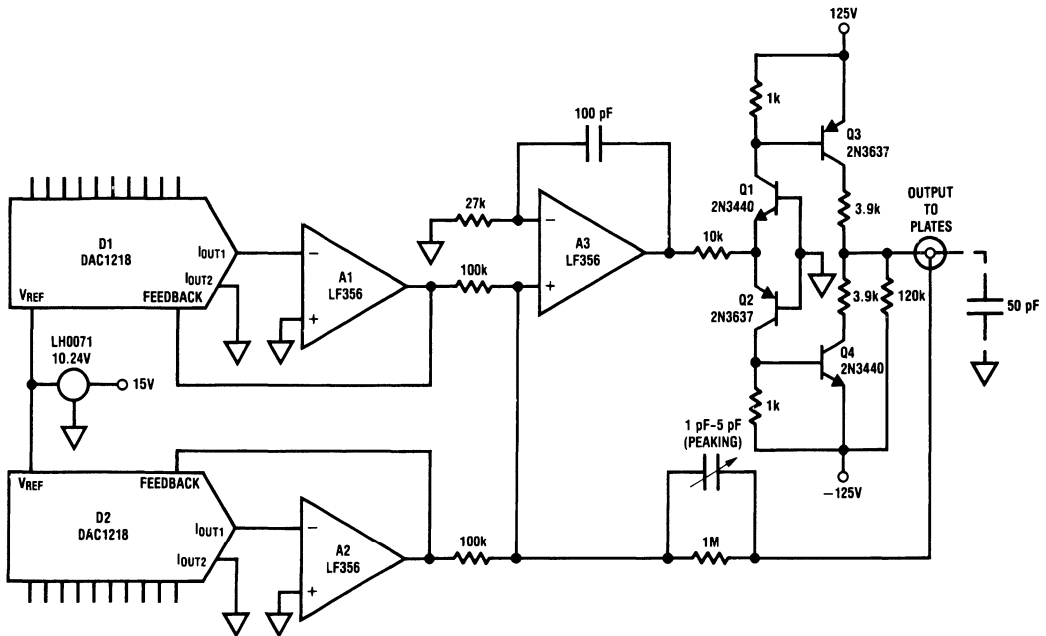 125V
1k
100 pF
Q3
2N3637
Q1
2N3440
OUTPUT
TO
PLATES
27k
3.9k
D1
DAC1218
IOUT1
IOUT2
VREF
FEEDBACK
−
A1
LF356
+
100k
−
A3
LF356
+
10k
Q2
2N3637
3.9k
120k
50 pF
LH0071
10.24V
15V
Q4
2N3440
1k
1 pF-5 pF
(PEAKING)
−125V
VREF
FEEDBACK
D2
DAC1218
IOUT1
IOUT2
−
A2
LF356
+
100k
1M